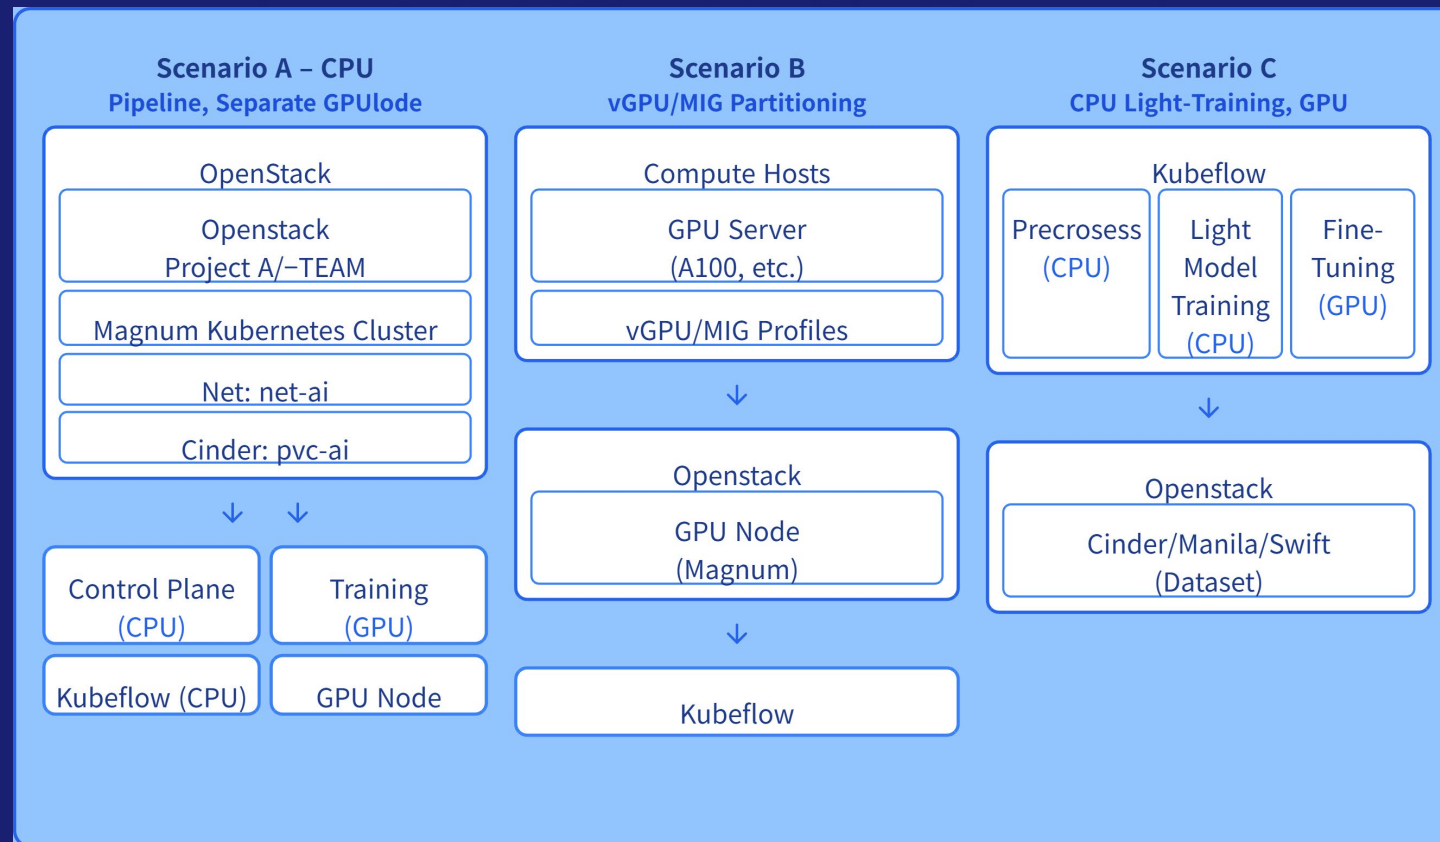 Scenario A – CPU
Pipeline, Separate GPUlode
OpenStack
Openstack
Project A/–TEAM
Magnum Kubernetes Cluster
Net: net-ai
Cinder: pvc-ai
↓ ↓
Control Plane
(CPU)
Training
(GPU)
Kubeflow (CPU)
GPU Node
Scenario B
vGPU/MIG Partitioning
Compute Hosts
GPU Server
(A100, etc.)
vGPU/MIG Profiles
↓
Openstack
GPU Node
(Magnum)
↓
Kubeflow
Scenario C
CPU Light-Training, GPU
Kubeflow
Precrosess
(CPU)
Light
Model
Training
(CPU)
Fine-
Tuning
(GPU)
↓
Openstack
Cinder/Manila/Swift
(Dataset)